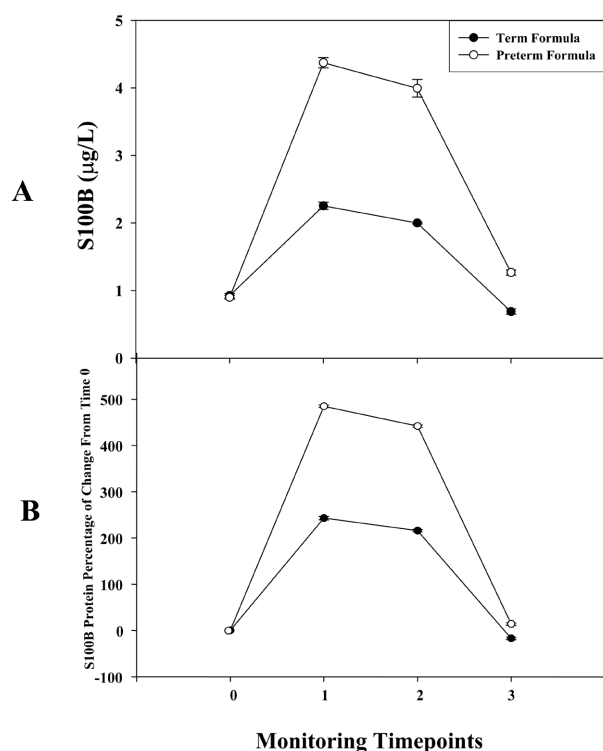 Term Formula
Preterm Formula
A
S100B (µg/L)
5
4
3
2
1
0
B
S100B Protein Percentage of Change From Time 0
500
400
300
200
100
0
-100
0 1 2 3
Monitoring Timepoints